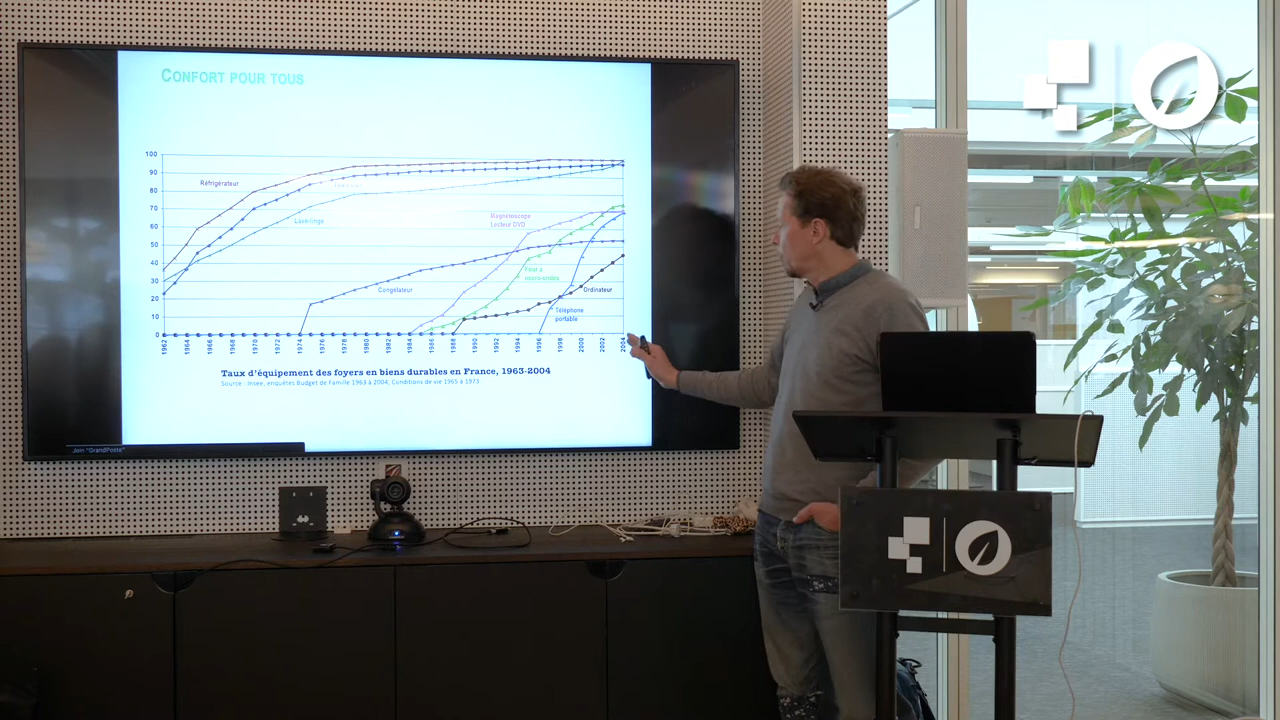 CONFORT POUR TOUS
100
90
80
70
60
50
40
30
20
10
0
Réfrigérateur
Lave-linge
Magnétoscope
Lecteur DVD
Four à
micro-ondes
Congélateur
Ordinateur
Téléphone
portable
1962 1964 1966 1968 1970 1972 1974 1976 1978 1980 1982 1984 1986 1988 1990 1992 1994 1996 1998 2000 2002 2004
Taux d'équipement des foyers en biens durables en France, 1963-2004
Source : Insee, enquêtes Budget de Famille 1963 à 2004; Conditions de vie 1965 à 1973
Join "GrandPoste"